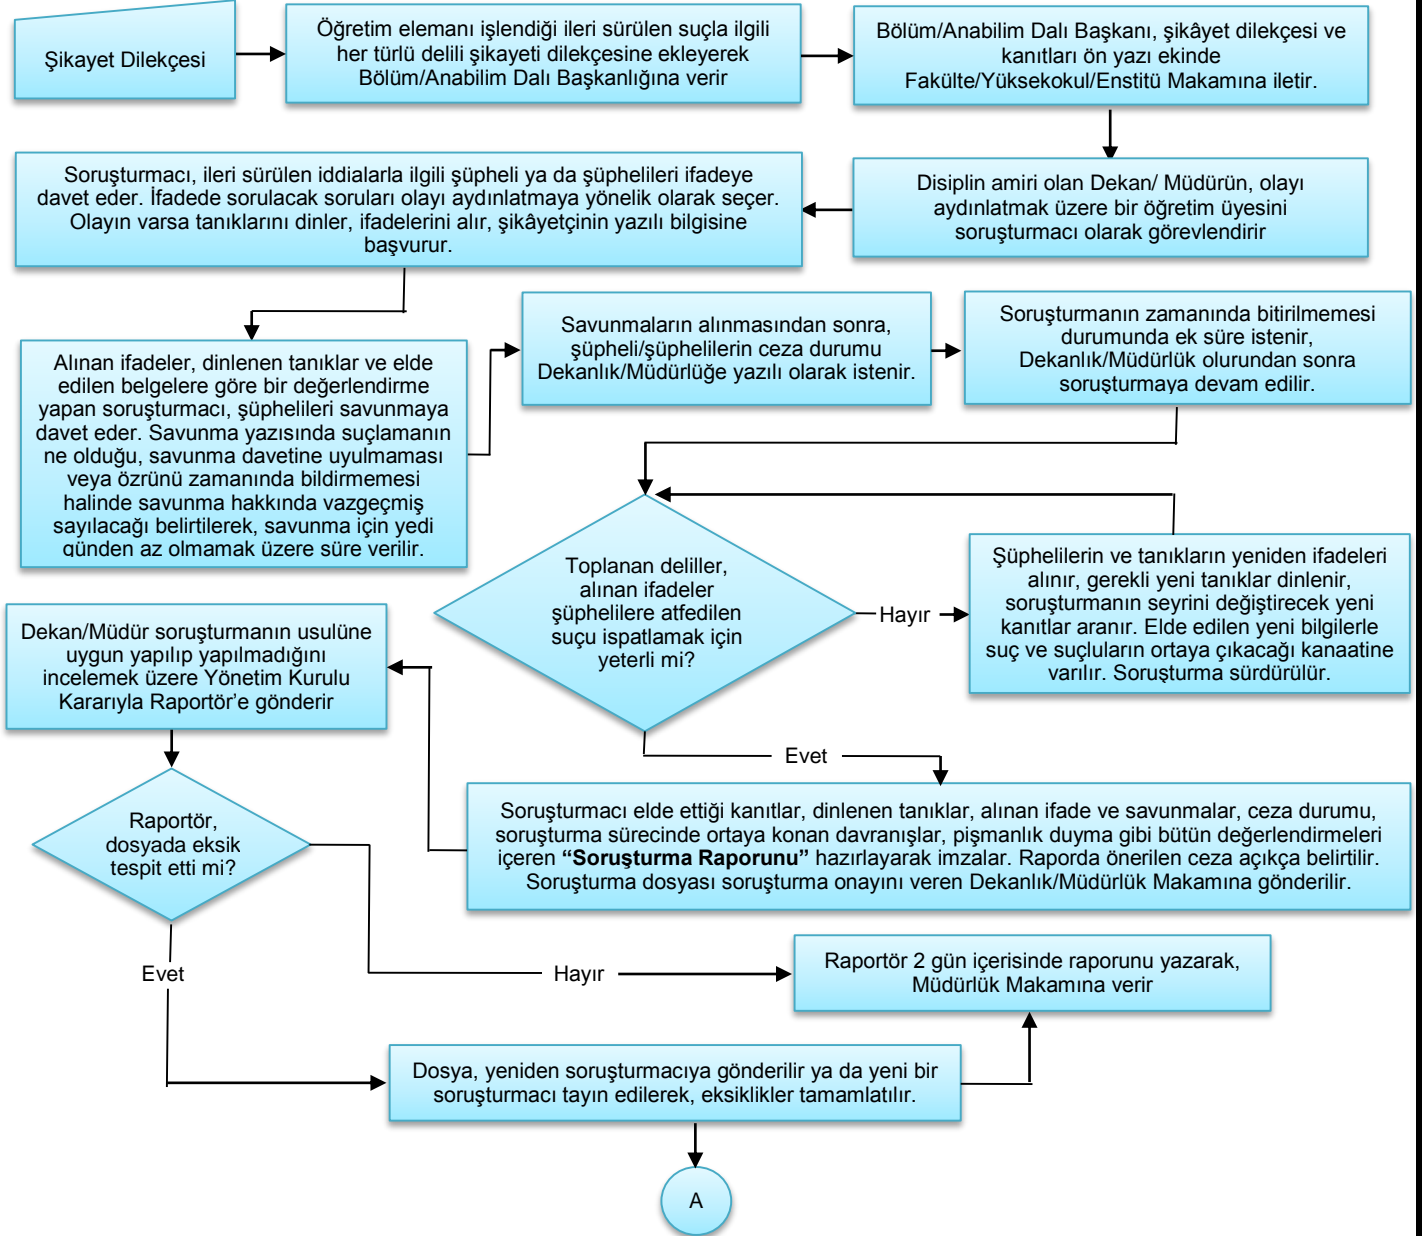 Şikayet Dilekçesi
Öğretim elemanı işlendiği ileri sürülen suçla ilgili
her türlü delili şikayeti dilekçesine ekleyerek
Bölüm/Anabilim Dalı Başkanlığına verir
Bölüm/Anabilim Dalı Başkanı, şikâyet dilekçesi ve
kanıtları ön yazı ekinde
Fakülte/Yüksekokul/Enstitü Makamına iletir.
Disiplin amiri olan Dekan/ Müdürün, olayı
aydınlatmak üzere bir öğretim üyesini
soruşturmacı olarak görevlendirir
Soruşturmacı, ileri sürülen iddialarla ilgili şüpheli ya da şüphelileri ifadeye
davet eder. İfadede sorulacak soruları olayı aydınlatmaya yönelik olarak seçer.
Olayın varsa tanıklarını dinler, ifadelerini alır, şikâyetçinin yazılı bilgisine
başvurur.
Alınan ifadeler, dinlenen tanıklar ve elde
edilen belgelere göre bir değerlendirme
yapan soruşturmacı, şüphelileri savunmaya
davet eder. Savunma yazısında suçlamanın
ne olduğu, savunma davetine uyulmaması
veya özrünü zamanında bildirmemesi
halinde savunma hakkında vazgeçmiş
sayılacağı belirtilerek, savunma için yedi
günden az olmamak üzere süre verilir.
Savunmaların alınmasından sonra,
şüpheli/şüphelilerin ceza durumu
Dekanlık/Müdürlüğe yazılı olarak istenir.
Soruşturmanın zamanında bitirilmemesi
durumunda ek süre istenir,
Dekanlık/Müdürlük olurundan sonra
soruşturmaya devam edilir.
Toplanan deliller,
alınan ifadeler
şüphelilere atfedilen
suçu ispatlamak için
yeterli mi?
Hayır
Şüphelilerin ve tanıkların yeniden ifadeleri
alınır, gerekli yeni tanıklar dinlenir,
soruşturmanın seyrini değiştirecek yeni
kanıtlar aranır. Elde edilen yeni bilgilerle
suç ve suçluların ortaya çıkacağı kanaatine
varılır. Soruşturma sürdürülür.
Evet
Soruşturmacı elde ettiği kanıtlar, dinlenen tanıklar, alınan ifade ve savunmalar, ceza durumu,
soruşturma sürecinde ortaya konan davranışlar, pişmanlık duyma gibi bütün değerlendirmeleri
içeren “Soruşturma Raporunu” hazırlayarak imzalar. Raporda önerilen ceza açıkça belirtilir.
Soruşturma dosyası soruşturma onayını veren Dekanlık/Müdürlük Makamına gönderilir.
Dekan/Müdür soruşturmanın usulüne
uygun yapılıp yapılmadığını
incelemek üzere Yönetim Kurulu
Kararıyla Raportör’e gönderir
Raportör,
dosyada eksik
tespit etti mi?
Evet
Hayır
Raportör 2 gün içerisinde raporunu yazarak,
Müdürlük Makamına verir
Dosya, yeniden soruşturmacıya gönderilir ya da yeni bir
soruşturmacı tayin edilerek, eksiklikler tamamlatılır.
A